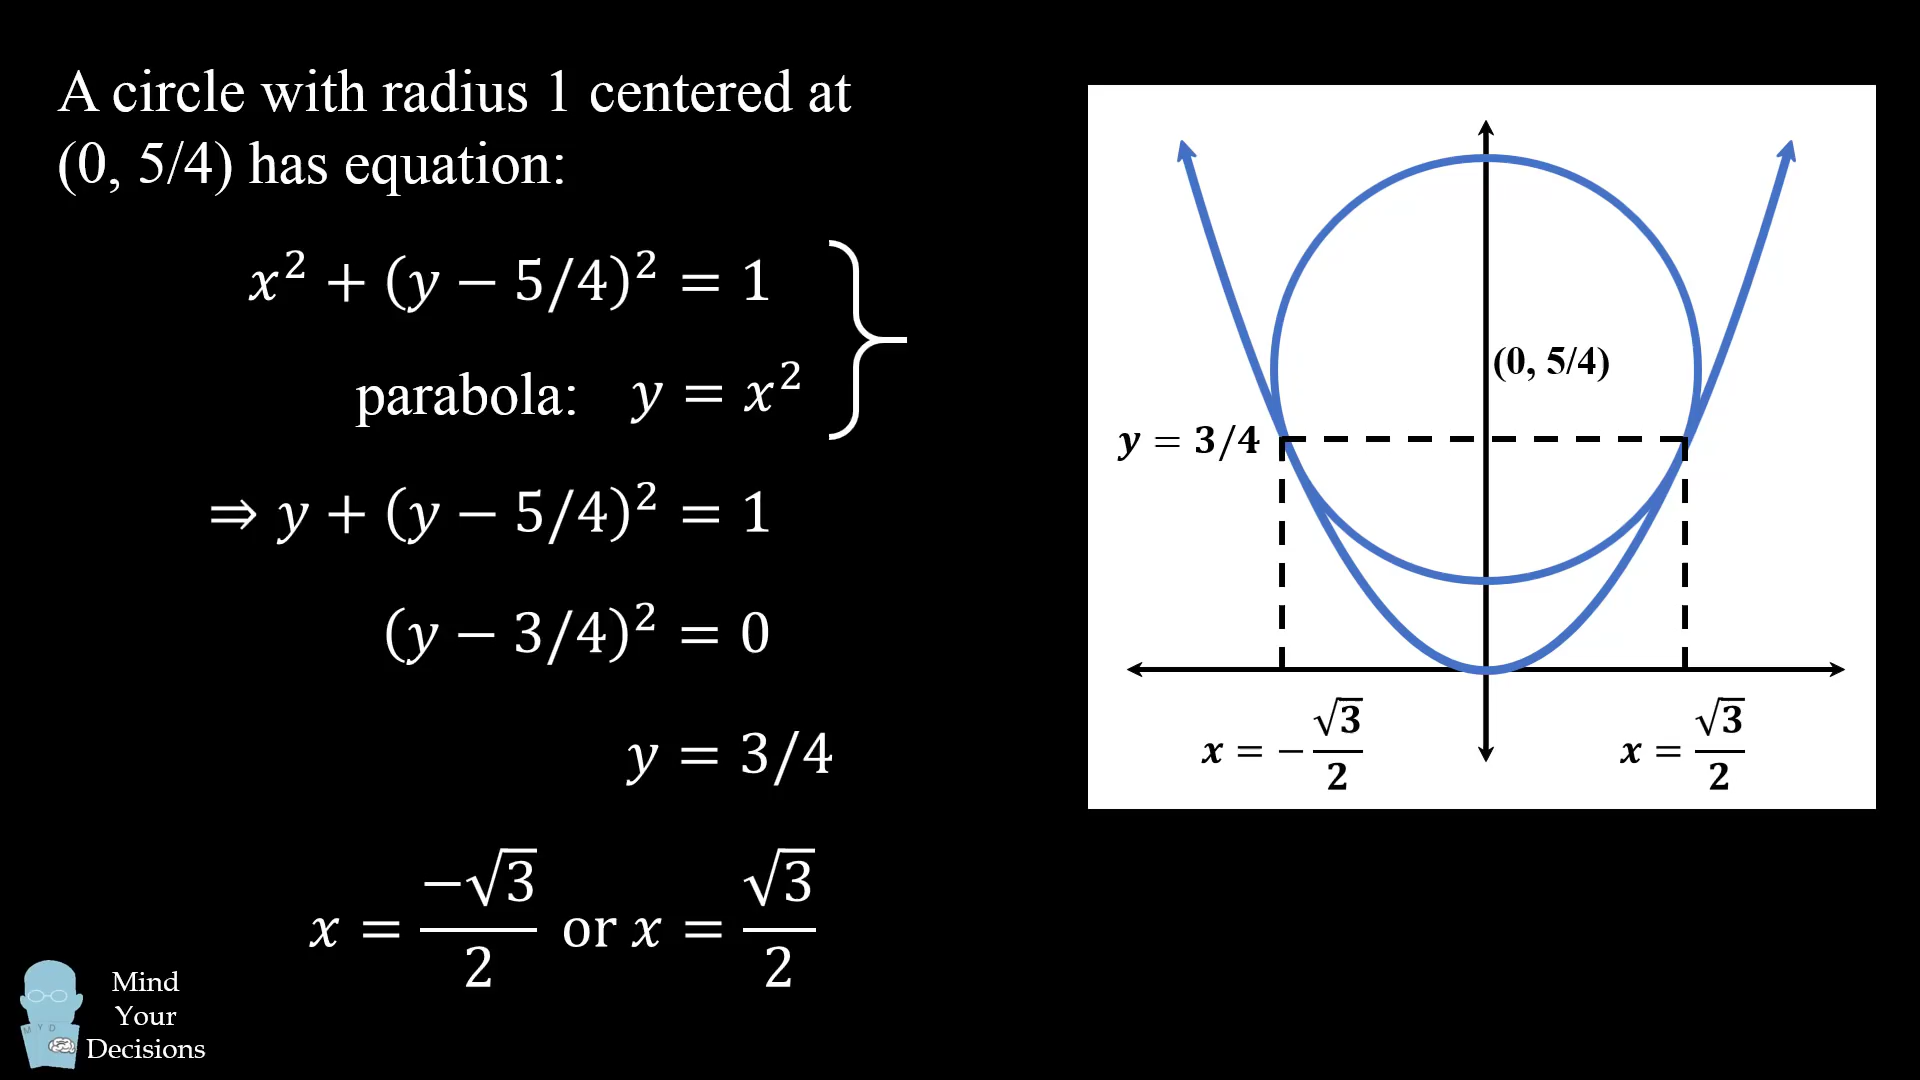 A circle with radius 1 centered at
(0, 5/4) has equation:
x² + (y − 5/4)² = 1
parabola: y = x²
⇒ y + (y − 5/4)² = 1
(y − 3/4)² = 0
y = 3/4
x = −√3/2 or x = √3/2
(0, 5/4)
y = 3/4
x = −√3/2 x = √3/2
M Y D
Mind
Your
Decisions